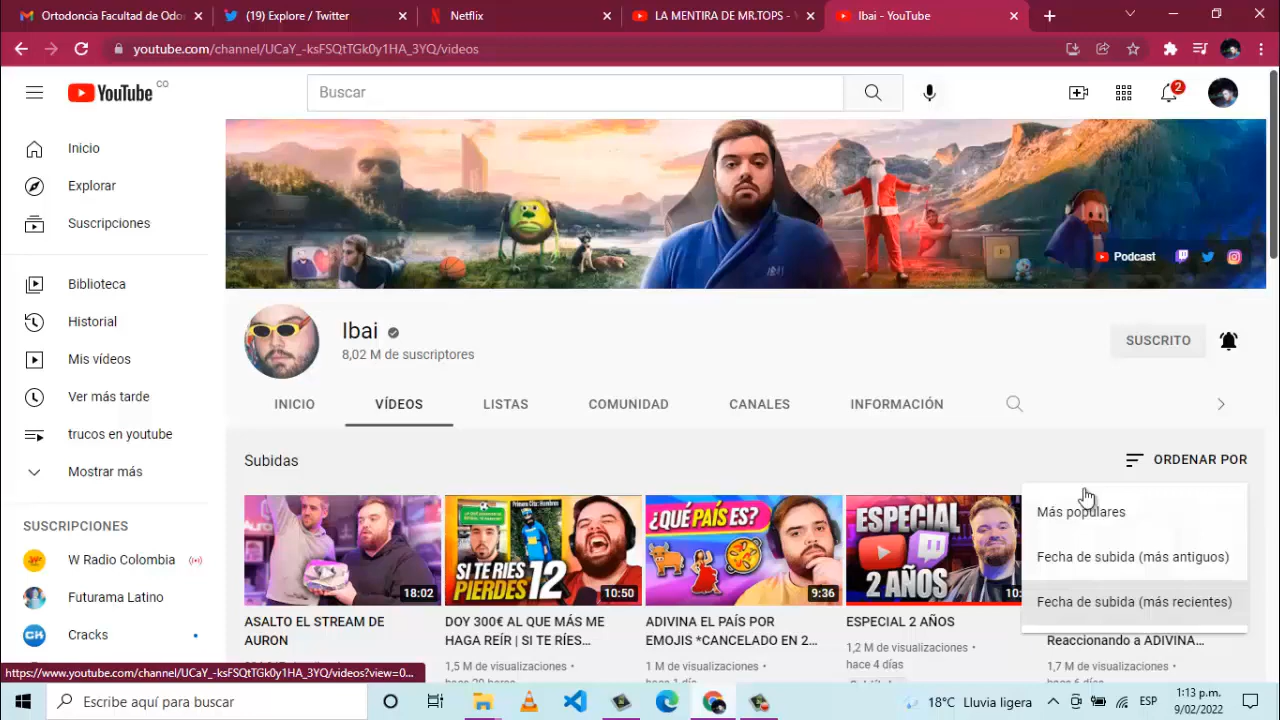 Ortodoncia Facultad de Odo
(19) Explore / Twitter
Netflix
LA MENTIRA DE MR.TOPS -
Ibai - YouTube
youtube.com/channel/UCaY_-ksFSQtTGk0y1HA_3YQ/videos
YouTube CO
Buscar
2
Inicio
Explorar
Suscripciones
Biblioteca
Historial
Mis vídeos
Ver más tarde
trucos en youtube
Mostrar más
SUSCRIPCIONES
W Radio Colombia
Futurama Latino
Cracks
Podcast
Ibai
8,02 M de suscriptores
SUSCRITO
INICIO
VÍDEOS
LISTAS
COMUNIDAD
CANALES
INFORMACIÓN
Subidas
ORDENAR POR
Más populares
Fecha de subida (más antiguos)
Fecha de subida (más recientes)
18:02
ASALTO EL STREAM DE
AURON
SI TE RIES
PIERDES 12
10:50
DOY 300€ AL QUE MÁS ME
HAGA REÍR | SI TE RÍES...
1,5 M de visualizaciones •
¿QUÉ PAÍS ES?
9:36
ADIVINA EL PAÍS POR
EMOJIS *CANCELADO EN 2...
1 M de visualizaciones •
ESPECIAL
2 AÑOS
10:
ESPECIAL 2 AÑOS
1,2 M de visualizaciones •
hace 4 días
Reaccionando a ADIVINA...
1,7 M de visualizaciones •
hace 6 días
https://www.youtube.com/channel/UCaY_-ksFSQtTGk0y1HA_3YQ/videos?view=0...
Escribe aquí para buscar
18°C Lluvia ligera
ESP
1:13 p.m.
9/02/2022